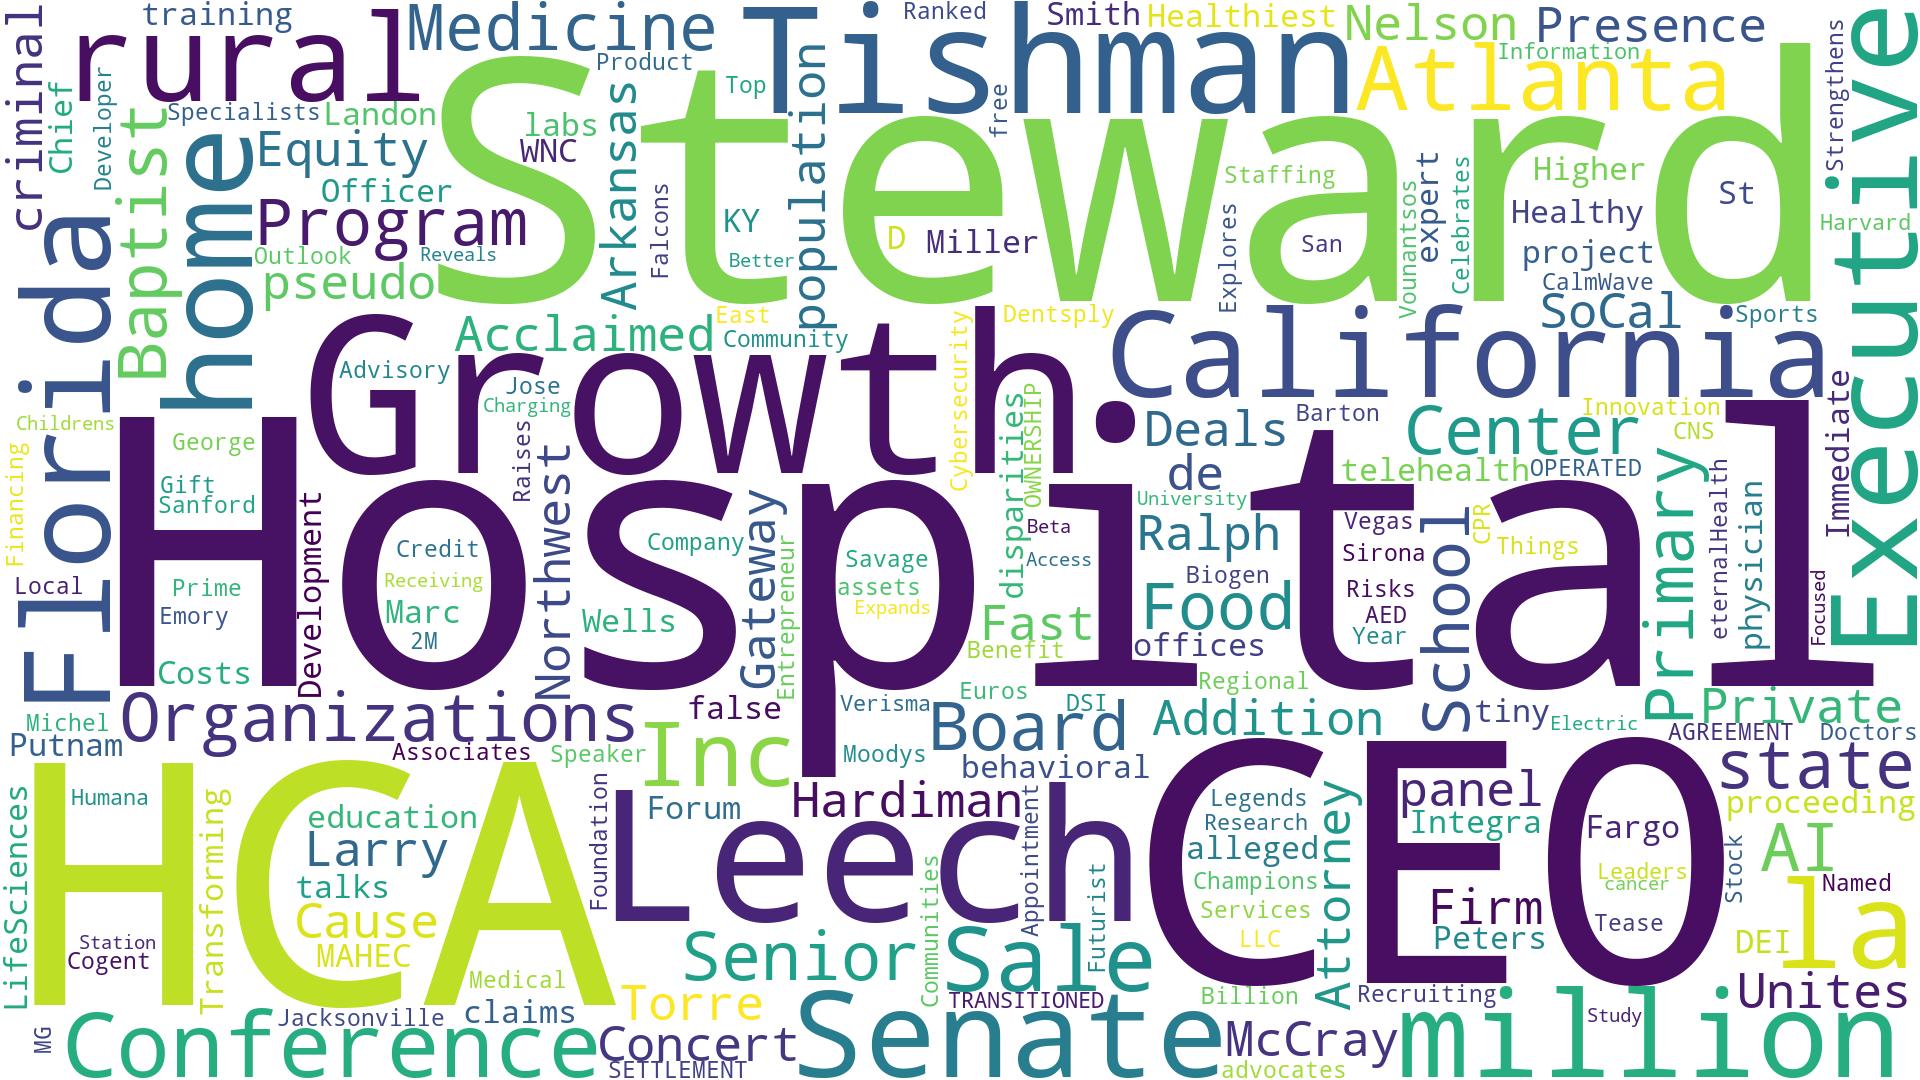 training
rural
Medicine
Tishman
Ranked
Smith
Healthiest
Nelson
Presence
criminal
Chief
Developer
Specialists
Landon
Product
Top
free
Atlanta
Information
Strengthens
Executive
Baptist
home
Equity
labs
WNC
Arkansas
population
Steward
Officer
Program
Outlook
Reveals
pseudo
Falcons
KY
Better
D
Miller
Staffing
Explores
San
Vounantsos
expert
Celebrates
Higher
Healthy
project
CalmWave
St
Harvard
SoCal
Sports
Florida
Acclaimed
East
Community
Cybersecurity
Dentsply
California
Growth
Advisory
Jose
Charging
Raises
OWNERSHIP
disparities
Deals
de
Barton
Center
Innovation
CNS
Immediate
Childrens
Financing
George
Gift
Sanford
Hospital
telehealth
OPERATED
University
Ralph
Beta
Access
Vegas
Sirona
CPR
Things
Primary
eternalHealth
physician
Focused
Local
Prime
Emory
Costs
Development
Credit
Receiving
Marc
2M
Northwest
Company
Wells
Gateway
Entrepreneur
Savage
assets
Expands
Fast
Benefit
Biogen
Food
offices
Risks
AED
Year
School
Michel
Putnam
Organizations
Associates
Speaker
false
Inc
Verisma
Moodys
Euros
DSI
Board
behavioral
Regional
Addition
tiny
Electric
Private
AGREEMENT
Doctors
state
LifeSciences
Humana
HCA
Station
Cogent
Transforming
education
Larry
talks
Cause
MAHEC
Medical
Foundation
Forum
Hardiman
Leech
Appointment
Communities
Futurist
CEO
Legends
Research
alleged
Champions
Services
LLC
Attorney
panel
Integra
Firm
Peters
Fargo
Leaders
cancer
Tease
Stock
proceeding
AI
Named
la
DEI
Unites
MG
Conference
Jacksonville
claims
Torre
Concert
SETTLEMENT
Senior
Sale
TRANSITIONED
Senate
Billion
McCray
advocates
Recruiting
million
Study